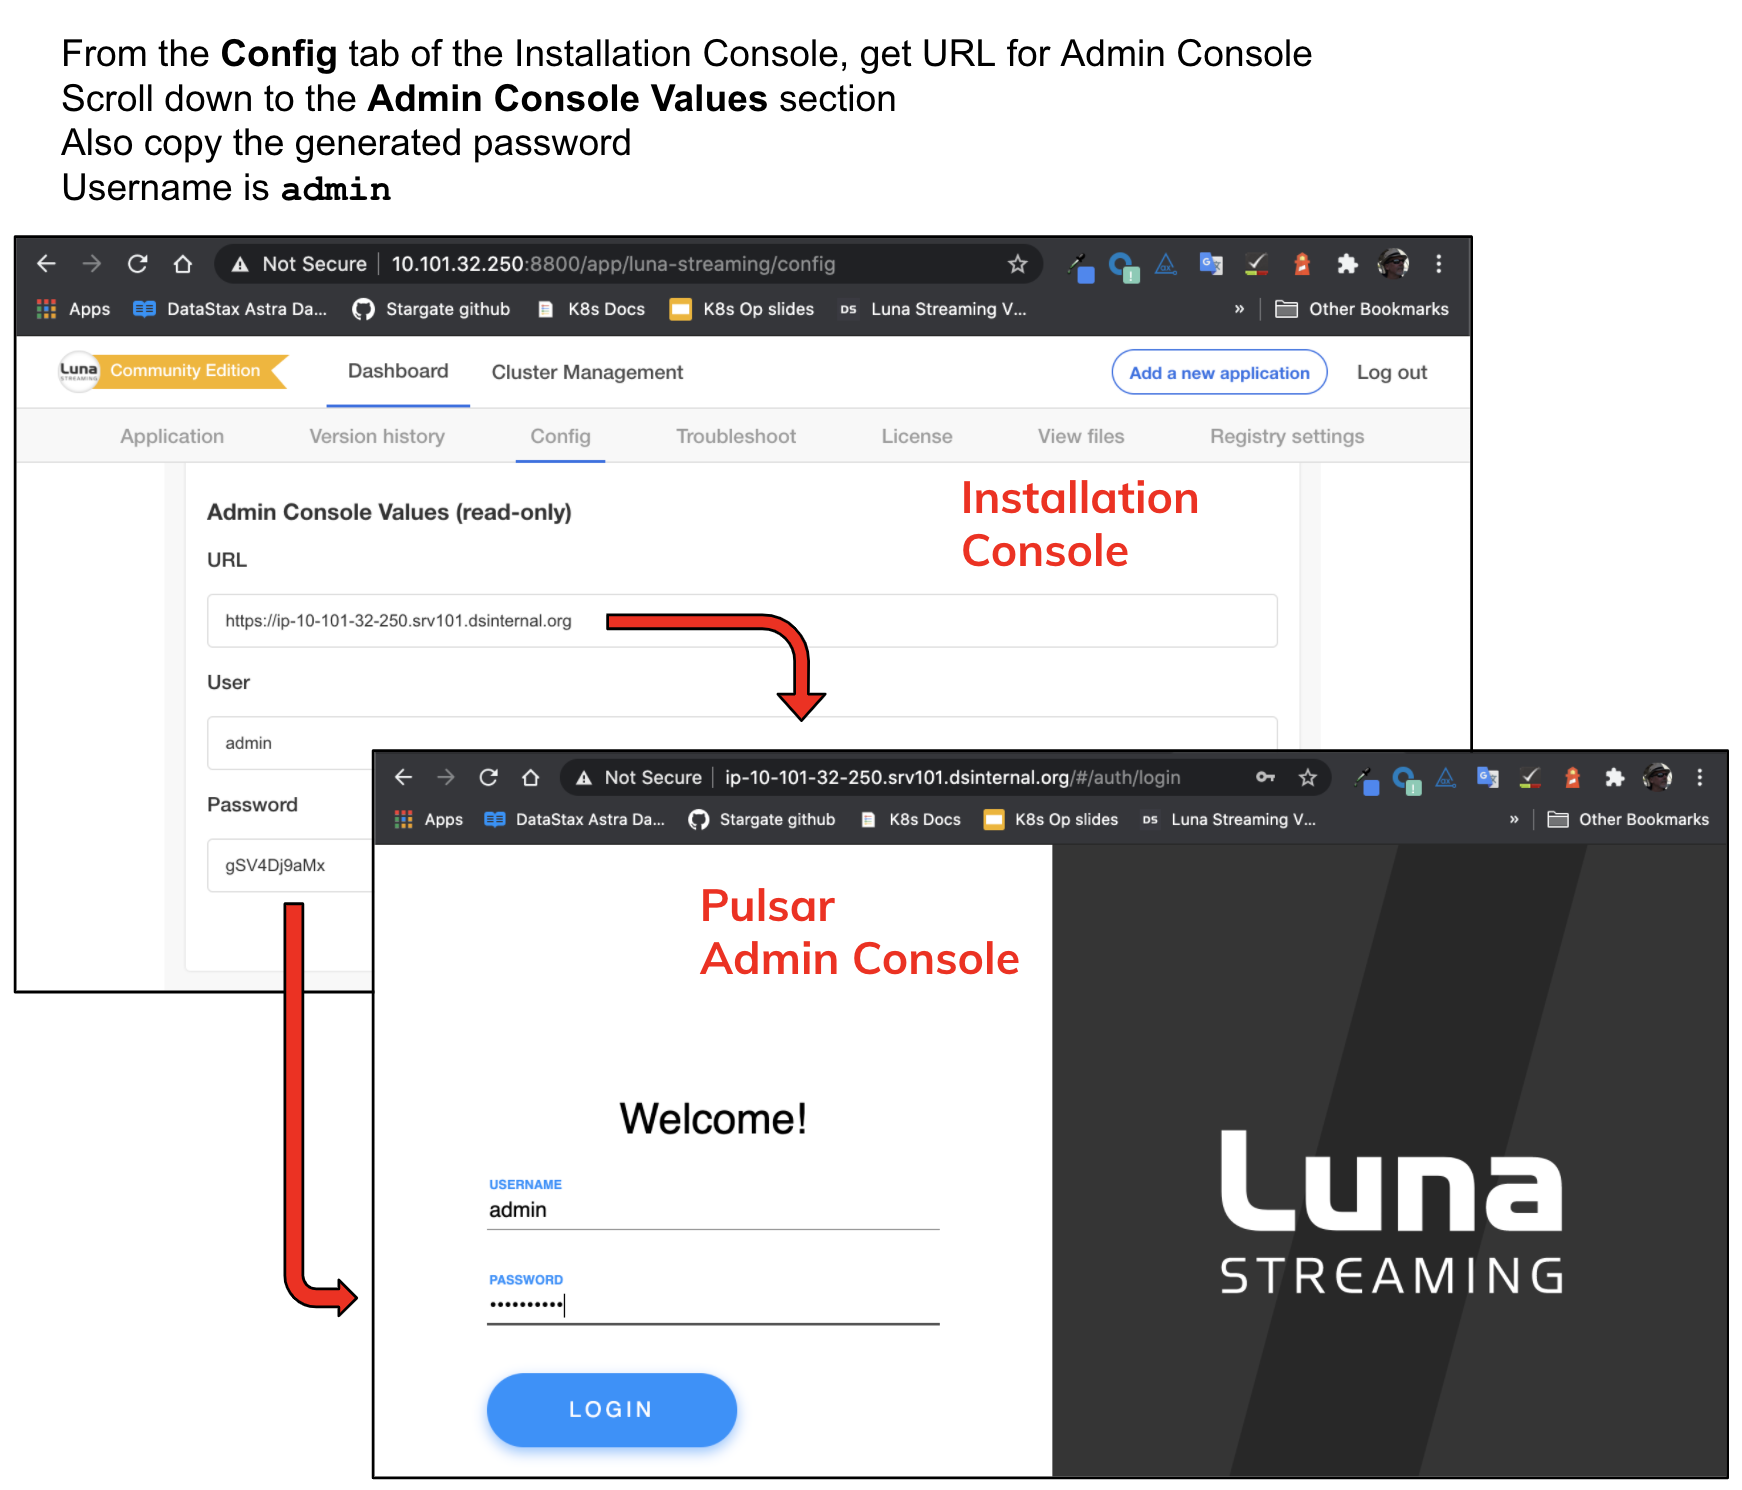 From the Config tab of the Installation Console, get URL for Admin Console
Scroll down to the Admin Console Values section
Also copy the generated password
Username is admin
Not Secure 10.101.32.250:8800/app/luna-streaming/config
Apps DataStax Astra Da... Stargate github K8s Docs K8s Op slides DS Luna Streaming V... » Other Bookmarks
Luna STREAMING Community Edition Dashboard Cluster Management Add a new application Log out
Application Version history Config Troubleshoot License View files Registry settings
Installation
Console
Admin Console Values (read-only)
URL
https://ip-10-101-32-250.srv101.dsinternal.org
User
admin
Password
gSV4Dj9aMx
Not Secure ip-10-101-32-250.srv101.dsinternal.org/#/auth/login
Apps DataStax Astra Da... Stargate github K8s Docs K8s Op slides DS Luna Streaming V... » Other Bookmarks
Pulsar
Admin Console
Welcome!
USERNAME
admin
PASSWORD
••••••••••
LOGIN
Luna
STREAMING